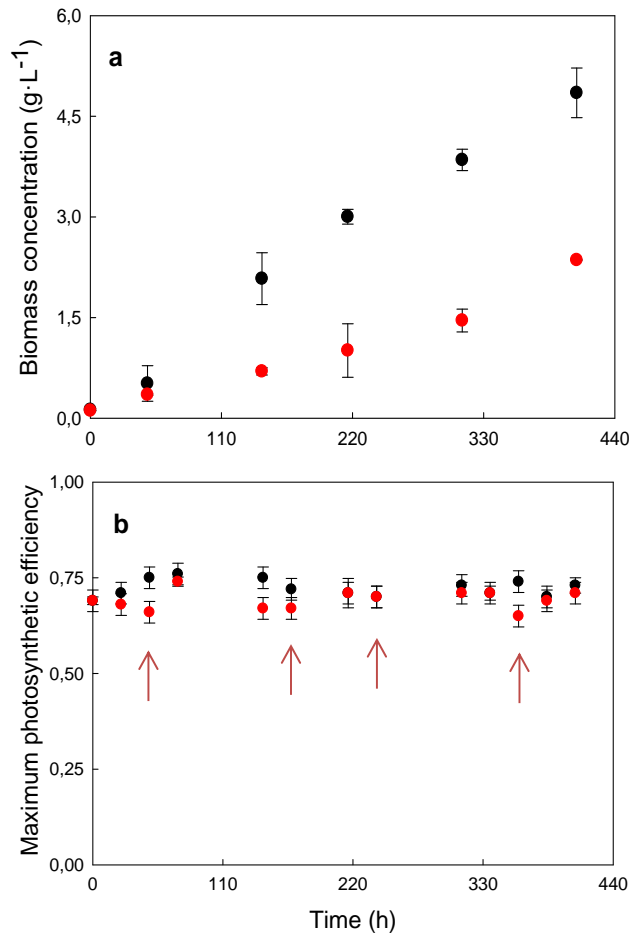 6,0
a
4,5
3,0
1,5
0,0
0 110 220 330 440
Biomass concentration (g·L⁻¹)
1,00
b
0,75
0,50
0,25
0,00
0 110 220 330 440
Maximum photosynthetic efficiency
Time (h)